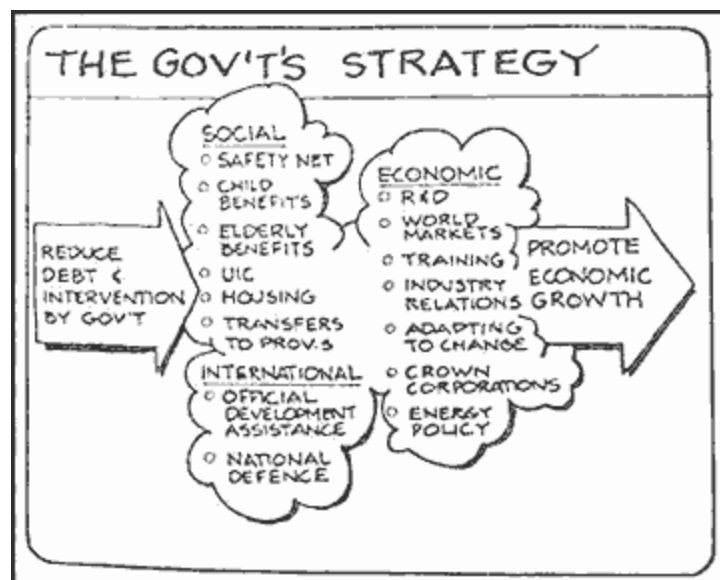 THE GOV'T'S STRATEGY
REDUCE
DEBT &
INTERVENTION
BY GOV'T
SOCIAL
SAFETY NET
CHILD
BENEFITS
ELDERLY
BENEFITS
UIC
HOUSING
TRANSFERS
TO PROV.S
INTERNATIONAL
OFFICIAL
DEVELOPMENT
ASSISTANCE
NATIONAL
DEFENCE
ECONOMIC
R&D
WORLD
MARKETS
TRAINING
INDUSTRY
RELATIONS
ADAPTING
TO CHANGE
CROWN
CORPORATIONS
ENERGY
POLICY
PROMOTE
ECONOMIC
GROWTH